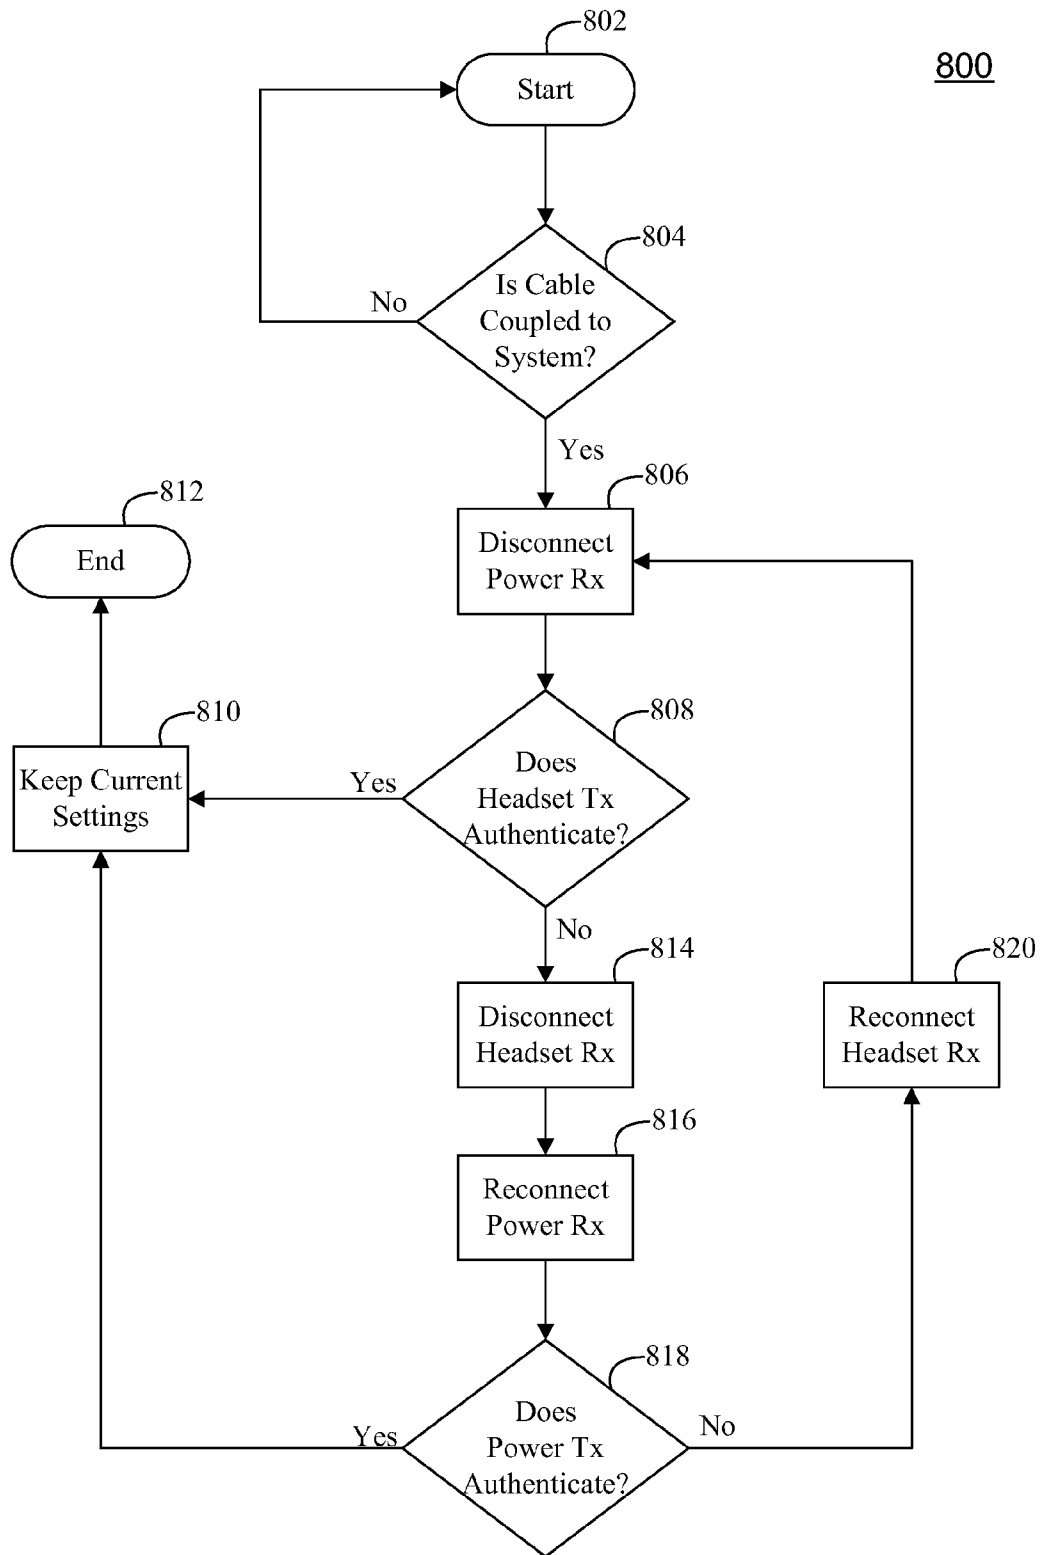 802
800
Start
804
Is Cable
Coupled to
System?
No
Yes
806
812
Disconnect
Power Rx
End
808
810
Does
Headset Tx
Authenticate?
Yes
Keep Current
Settings
No
814
820
Disconnect
Headset Rx
Reconnect
Headset Rx
816
Reconnect
Power Rx
818
Does
Power Tx
Authenticate?
Yes
No